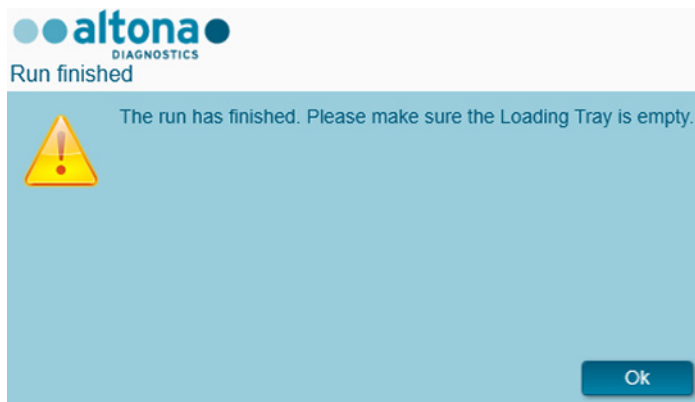 altona
DIAGNOSTICS
Run finished
The run has finished. Please make sure the Loading Tray is empty.
Ok